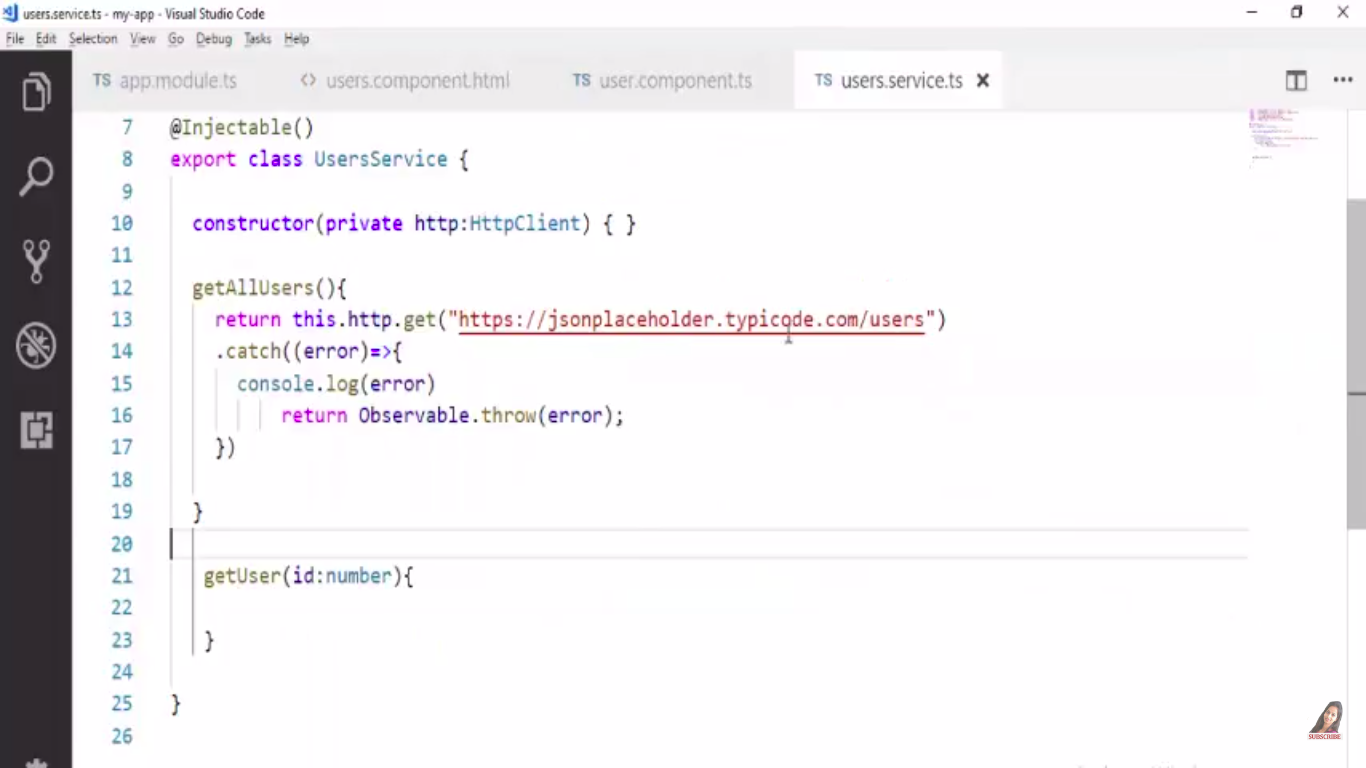 users.service.ts - my-app - Visual Studio Code
File Edit Selection View Go Debug Tasks Help
TS app.module.ts <> users.component.html TS user.component.ts TS users.service.ts ×
7 @Injectable()
8 export class UsersService {
9
10 constructor(private http:HttpClient) { }
11
12 getAllUsers(){
13 return this.http.get("https://jsonplaceholder.typicode.com/users")
14 .catch((error)=>{
15 console.log(error)
16 return Observable.throw(error);
17 })
18
19 }
20
21 getUser(id:number){
22
23 }
24
25 }
26
SUBSCRIBE